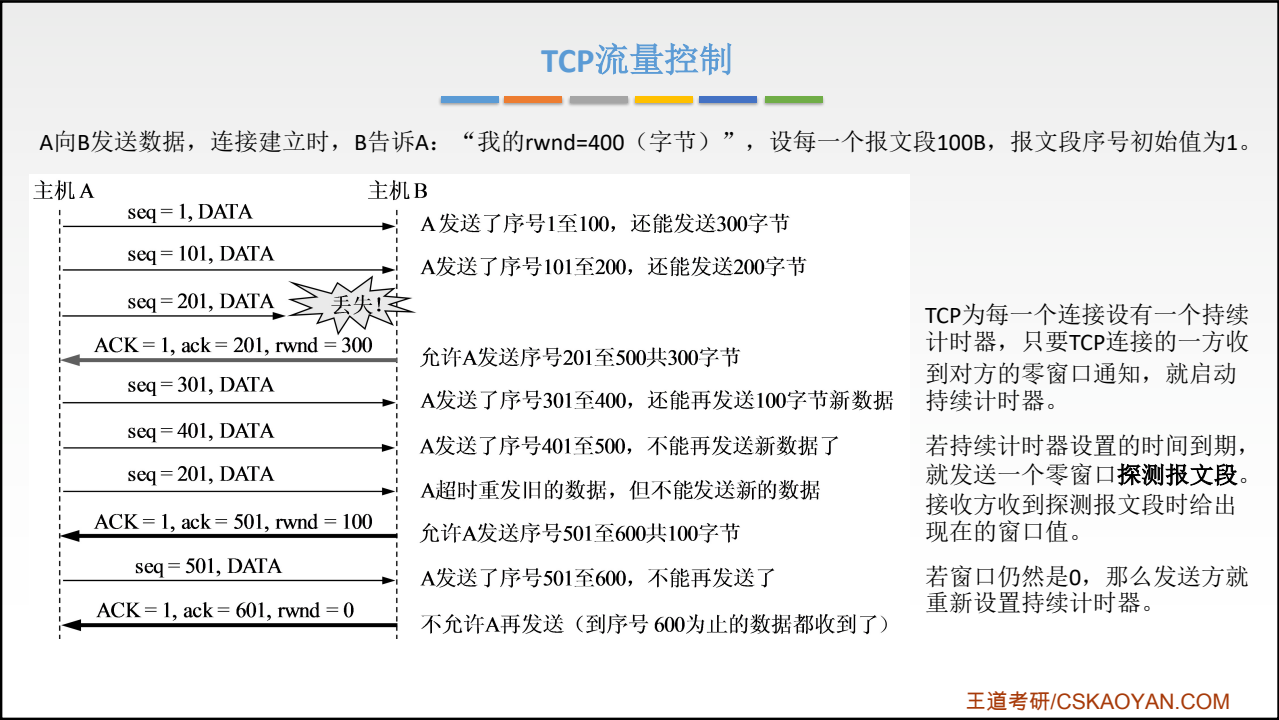 TCP流量控制
A向B发送数据，连接建立时，B告诉A：“我的rwnd=400（字节）”，设每一个报文段100B，报文段序号初始值为1。
主机 A
主机 B
seq = 1, DATA
A 发送了序号1至100，还能发送300字节
seq = 101, DATA
A发送了序号101至200，还能发送200字节
seq = 201, DATA
丢失!
ACK = 1, ack = 201, rwnd = 300
允许A发送序号201至500共300字节
seq = 301, DATA
A发送了序号301至400，还能再发送100字节新数据
seq = 401, DATA
A发送了序号401至500，不能再发送新数据了
seq = 201, DATA
A超时重发旧的数据，但不能发送新的数据
ACK = 1, ack = 501, rwnd = 100
允许A发送序号501至600共100字节
seq = 501, DATA
A发送了序号501至600，不能再发送了
ACK = 1, ack = 601, rwnd = 0
不允许A再发送（到序号 600为止的数据都收到了）
TCP为每一个连接设有一个持续
计时器，只要TCP连接的一方收
到对方的零窗口通知，就启动
持续计时器。
若持续计时器设置的时间到期，
就发送一个零窗口探测报文段。
接收方收到探测报文段时给出
现在的窗口值。
若窗口仍然是0，那么发送方就
重新设置持续计时器。
王道考研/CSKAOYAN.COM